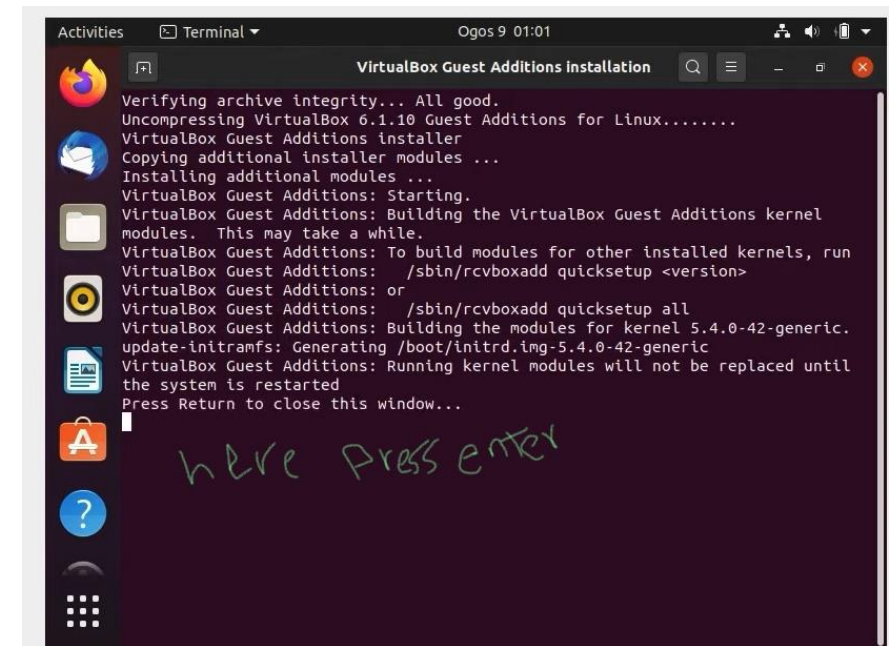 Activities Terminal Ogos 9 01:01
VirtualBox Guest Additions installation
Verifying archive integrity... All good.
Uncompressing VirtualBox 6.1.10 Guest Additions for Linux........
VirtualBox Guest Additions installer
Copying additional installer modules ...
Installing additional modules ...
VirtualBox Guest Additions: Starting.
VirtualBox Guest Additions: Building the VirtualBox Guest Additions kernel
modules.  This may take a while.
VirtualBox Guest Additions: To build modules for other installed kernels, run
VirtualBox Guest Additions:   /sbin/rcvboxadd quicksetup <version>
VirtualBox Guest Additions: or
VirtualBox Guest Additions:   /sbin/rcvboxadd quicksetup all
VirtualBox Guest Additions: Building the modules for kernel 5.4.0-42-generic.
update-initramfs: Generating /boot/initrd.img-5.4.0-42-generic
VirtualBox Guest Additions: Running kernel modules will not be replaced until
the system is restarted
Press Return to close this window...
here press enter